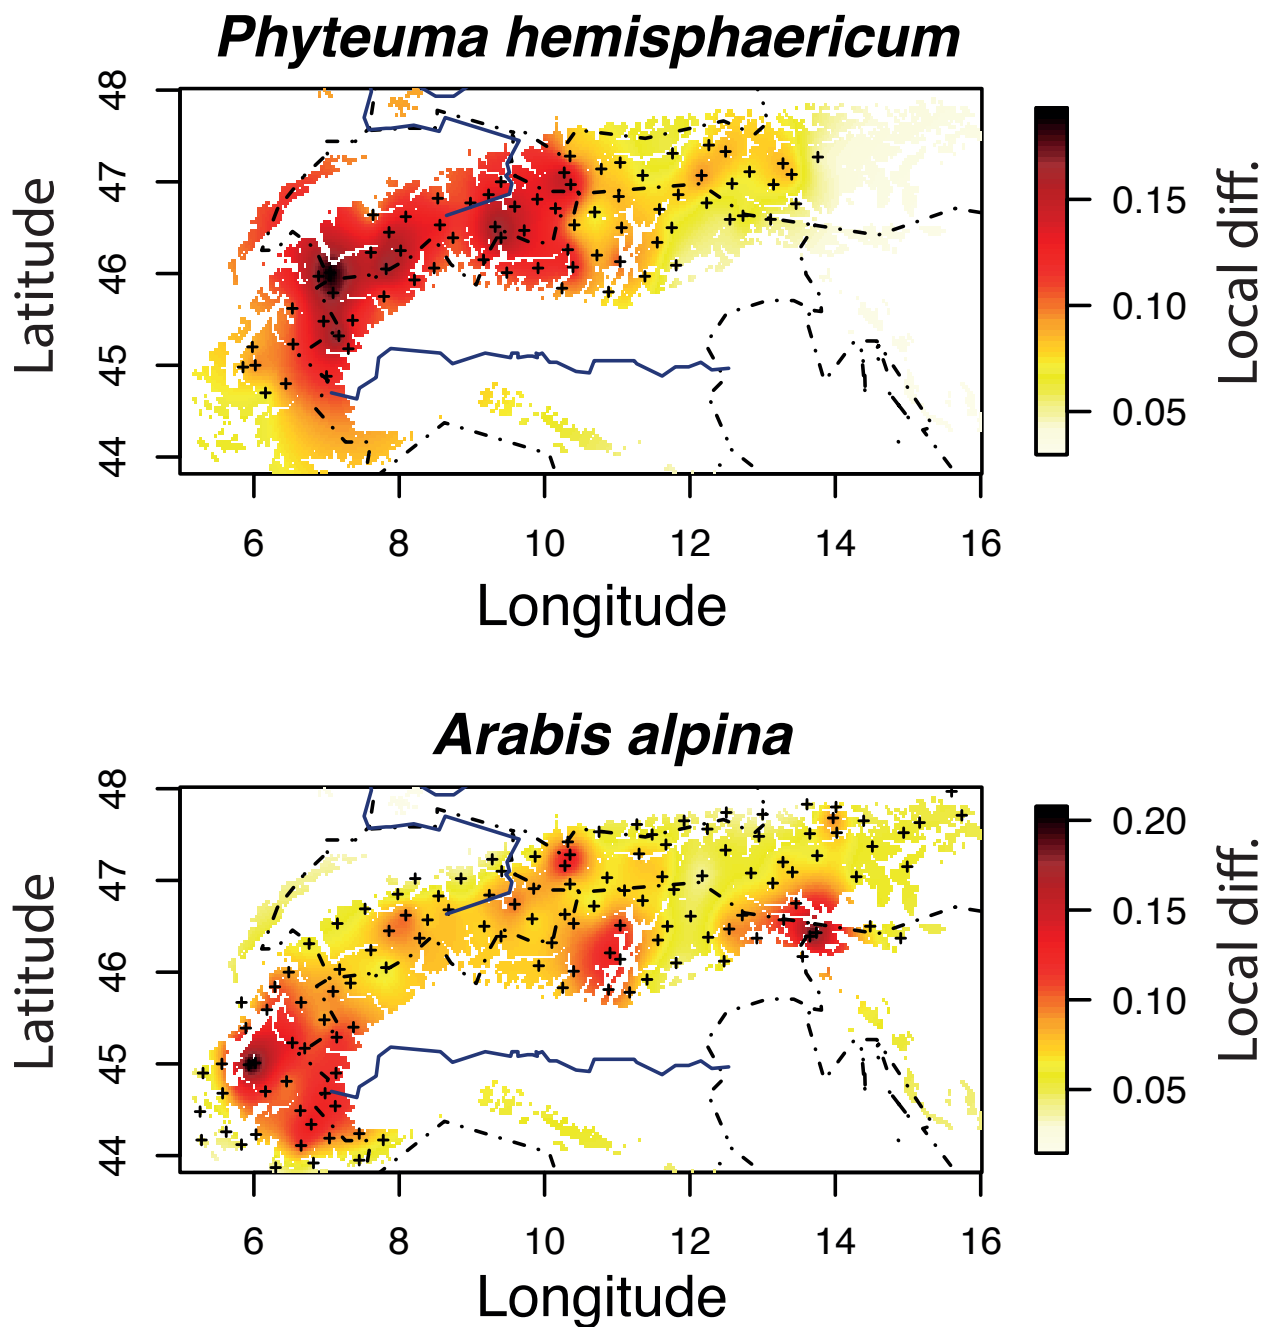 Phyteuma hemisphaericum
48
47
46
45
44
Latitude
6 8 10 12 14 16
Longitude
0.15
0.10
0.05
Local diff.
Arabis alpina
48
47
46
45
44
Latitude
6 8 10 12 14 16
Longitude
0.20
0.15
0.10
0.05
Local diff.